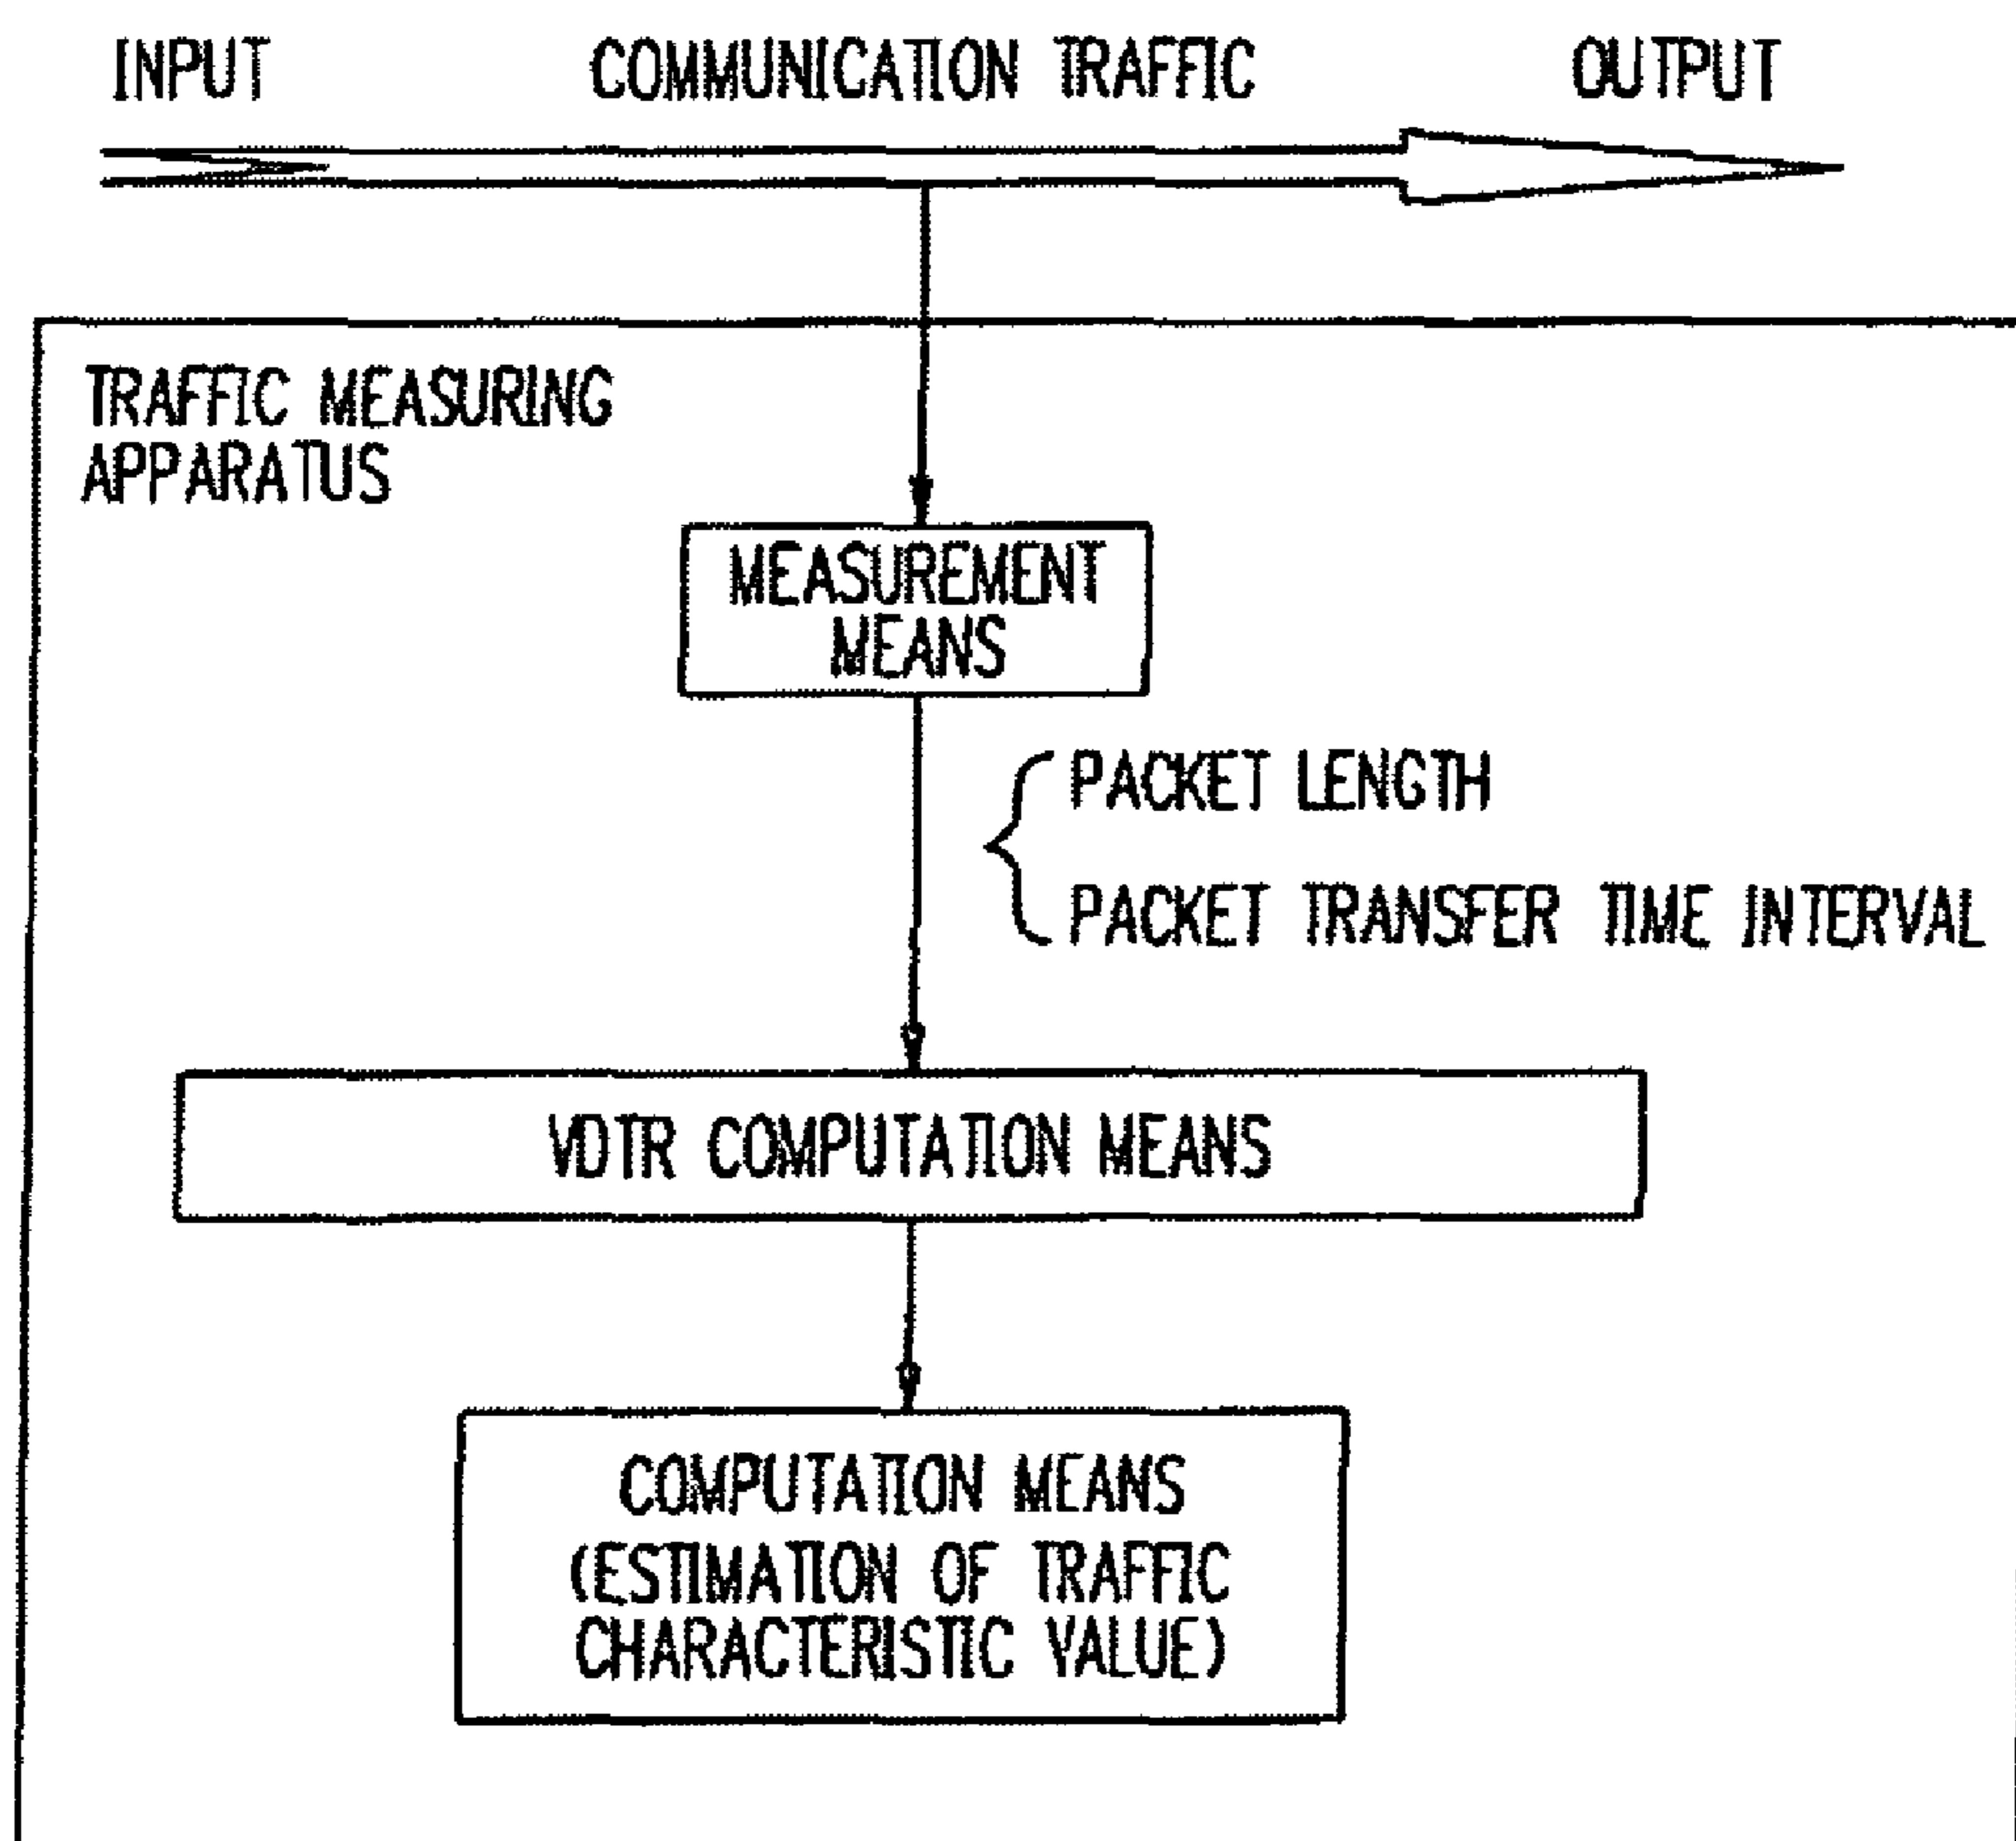 INPUT COMMUNICATION TRAFFIC OUTPUT
TRAFFIC MEASURING
APPARATUS
MEASUREMENT
MEANS
PACKET LENGTH
PACKET TRANSFER TIME INTERVAL
VDTR COMPUTATION MEANS
COMPUTATION MEANS
(ESTIMATION OF TRAFFIC
CHARACTERISTIC VALUE)